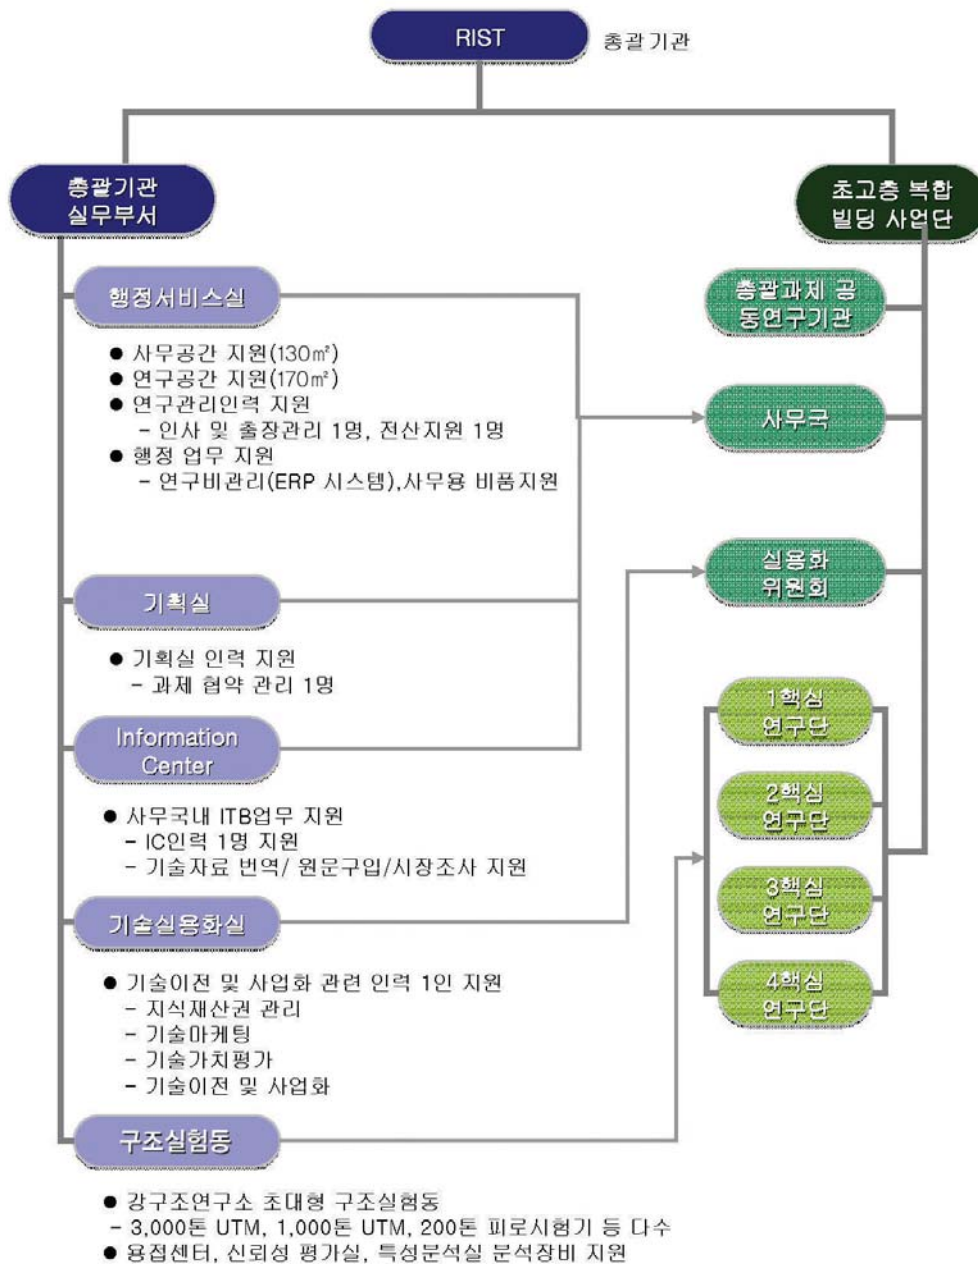 RIST
총괄기관
총괄기관
실무부서
초고층 복합
빌딩 사업단
행정서비스실
● 사무공간 지원(130㎡)
● 연구공간 지원(170㎡)
● 연구관리인력 지원
– 인사 및 출장관리 1명, 전산지원 1명
● 행정 업무 지원
– 연구비관리(ERP 시스템),사무용 비품지원
기획실
● 기획실 인력 지원
– 과제 협약 관리 1명
Information
Center
● 사무국내 ITB업무 지원
– IC인력 1명 지원
– 기술자료 번역/ 원문구입/시장조사 지원
기술실용화실
● 기술이전 및 사업화 관련 인력 1인 지원
– 지식재산권 관리
– 기술마케팅
– 기술가치평가
– 기술이전 및 사업화
구조실험동
● 강구조연구소 초대형 구조실험동
– 3,000톤 UTM, 1,000톤 UTM, 200톤 피로시험기 등 다수
● 용접센터, 신뢰성 평가실, 특성분석실 분석장비 지원
총괄과제 공
동연구기관
사무국
실용화
위원회
1핵심
연구단
2핵심
연구단
3핵심
연구단
4핵심
연구단